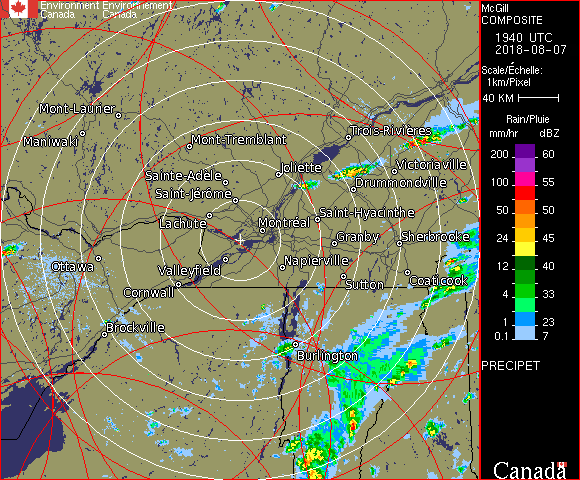 Environment Environnement
Canada Canada
McGill
COMPOSITE
1940 UTC
2018-08-07
Scale/Échelle:
1km/Pixel
40 KM
Rain/Pluie
mm/hr dBZ
200 60
150 57
100 55
50 50
24 45
12 40
4 33
1 23
0.1 7
PRECIPET
Mont-Laurier
Maniwaki
Mont-Tremblant
Trois-Rivières
Sainte-Adèle
Joliette
Victoriaville
Saint-Jérôme
Drummondville
Lachute
Montréal
Saint-Hyacinthe
Granby
Sherbrooke
Ottawa
Valleyfield
Napierville
Cornwall
Sutton
Coaticook
Brockville
Burlington
Canada